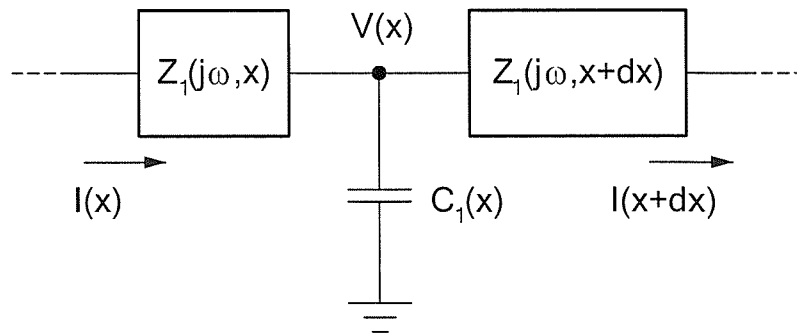 V(x)
Z₁(jω,x)
Z₁(jω,x+dx)
I(x)
C₁(x)
I(x+dx)